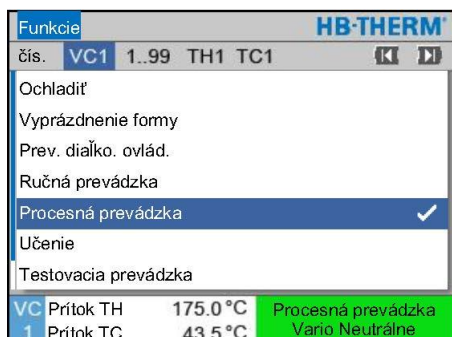 Funkcie HB-THERM®
čís. VC1 1..99 TH1 TC1
Ochladiť
Vyprázdnenie formy
Prev. diaľko. ovlád.
Ručná prevádzka
Procesná prevádzka
Učenie
Testovacia prevádzka
VC Prítok TH 175.0 °C Procesná prevádzka
1 Prítok TC 43.5 °C Vario Neutrálne